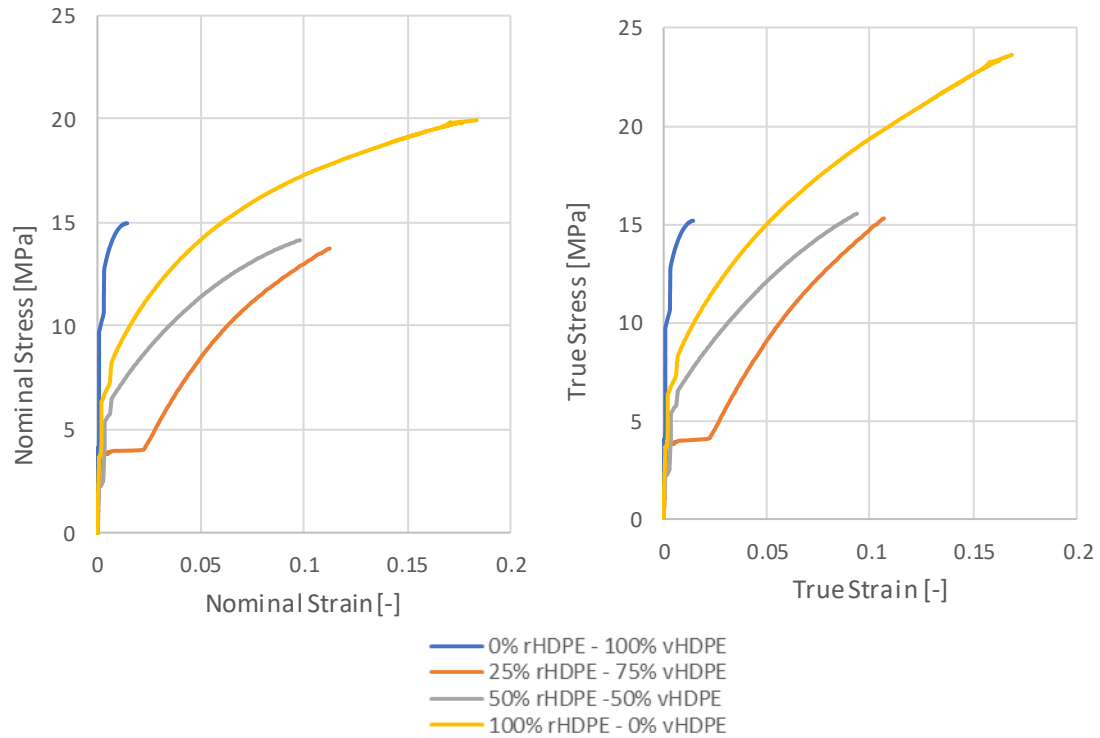 25
20
15
10
5
0
Nominal Stress [MPa]
0 0.05 0.1 0.15 0.2
Nominal Strain [-]
25
20
15
10
5
0
True Stress [MPa]
0 0.05 0.1 0.15 0.2
True Strain [-]
0% rHDPE - 100% vHDPE
25% rHDPE - 75% vHDPE
50% rHDPE -50% vHDPE
100% rHDPE - 0% vHDPE